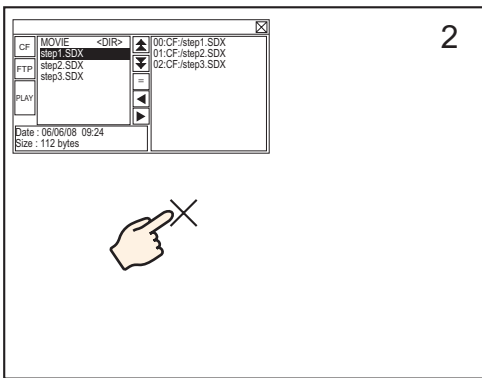 2
CF
FTP
PLAY
MOVIE <DIR>
step1.SDX
step2.SDX
step3.SDX
=
00:CF:/step1.SDX
01:CF:/step2.SDX
02:CF:/step3.SDX
Date : 06/06/08 09:24
Size : 112 bytes